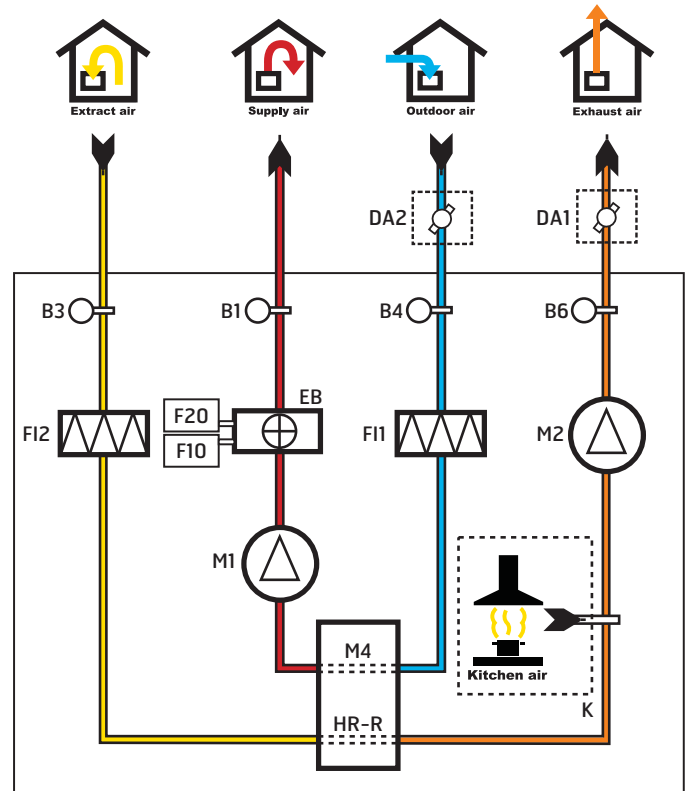 Extract air
Supply air
Outdoor air
Exhaust air
DA2
DA1
B3
B1
B4
B6
EB
F20
F10
FI2
FI1
M2
M1
Kitchen air
K
M4
HR-R